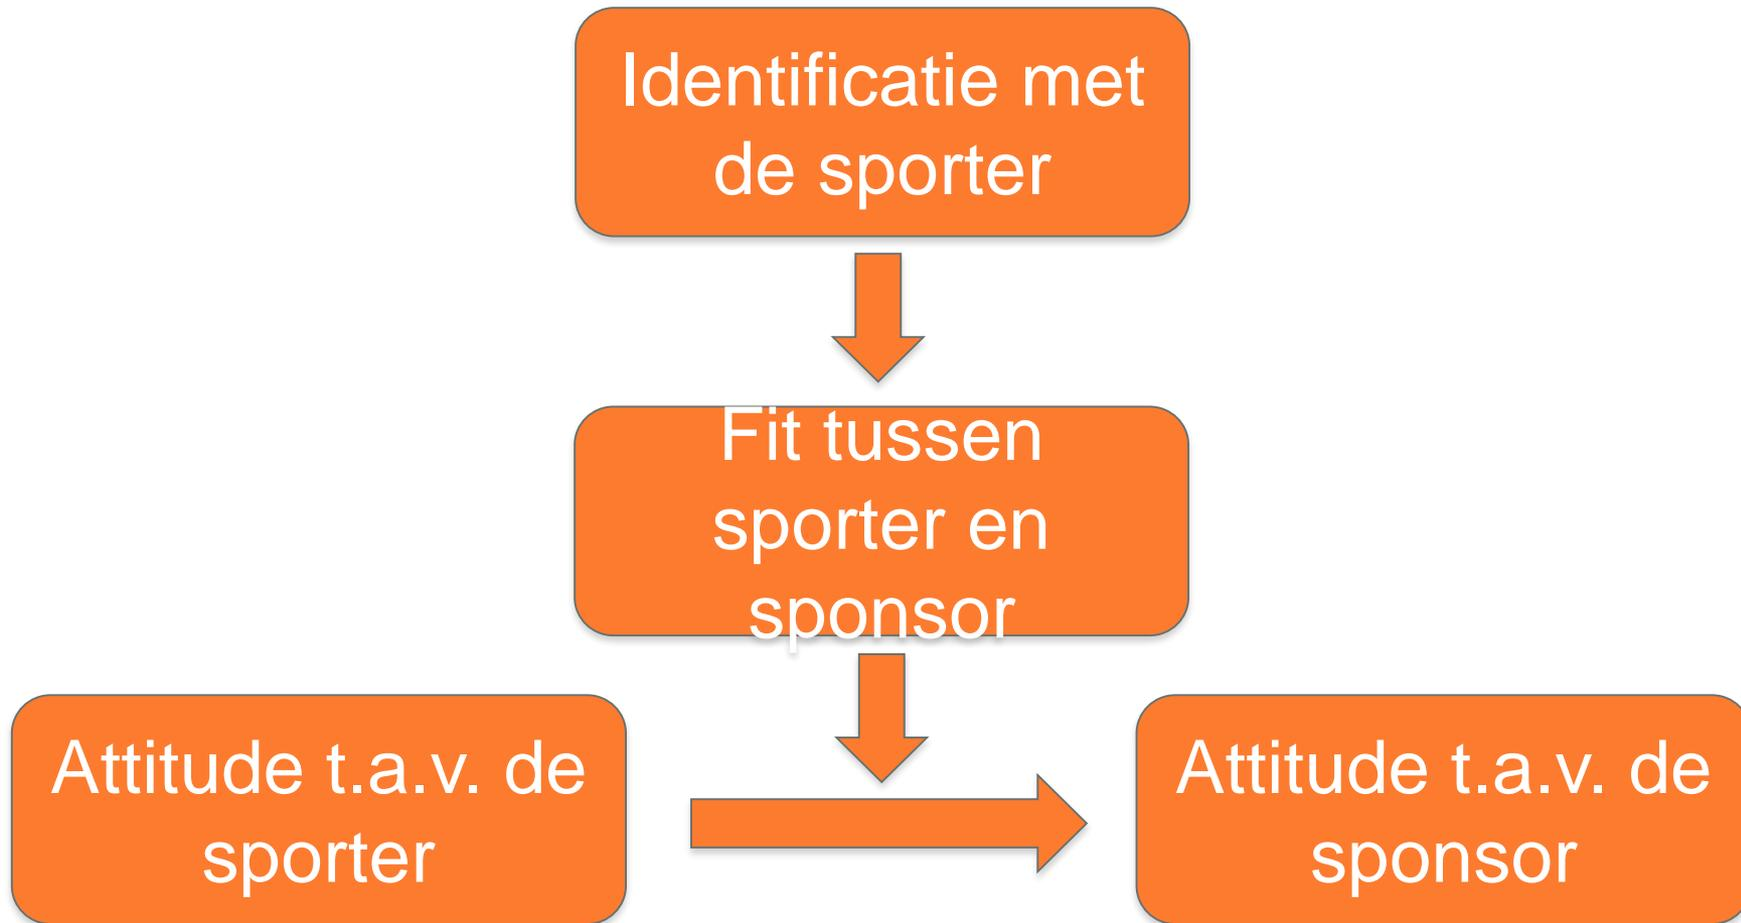 Identificatie met
de sporter
Fit tussen
sporter en
sponsor
Attitude t.a.v. de
sporter
Attitude t.a.v. de
sponsor